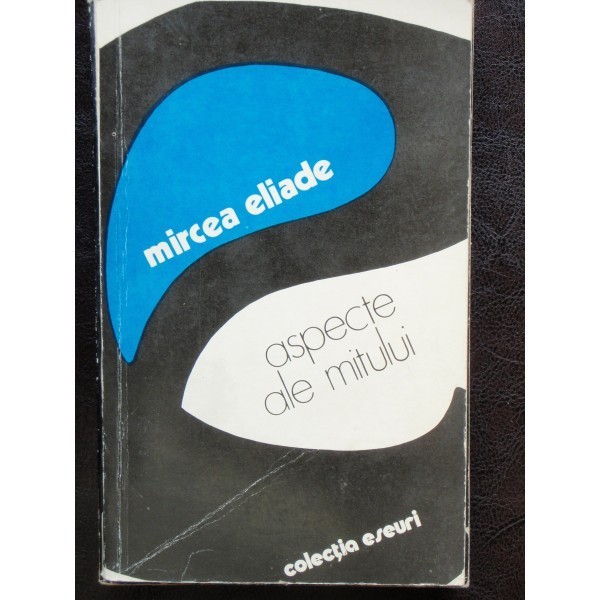 mircea eliade
aspecte
ale mitului
colecția eseuri